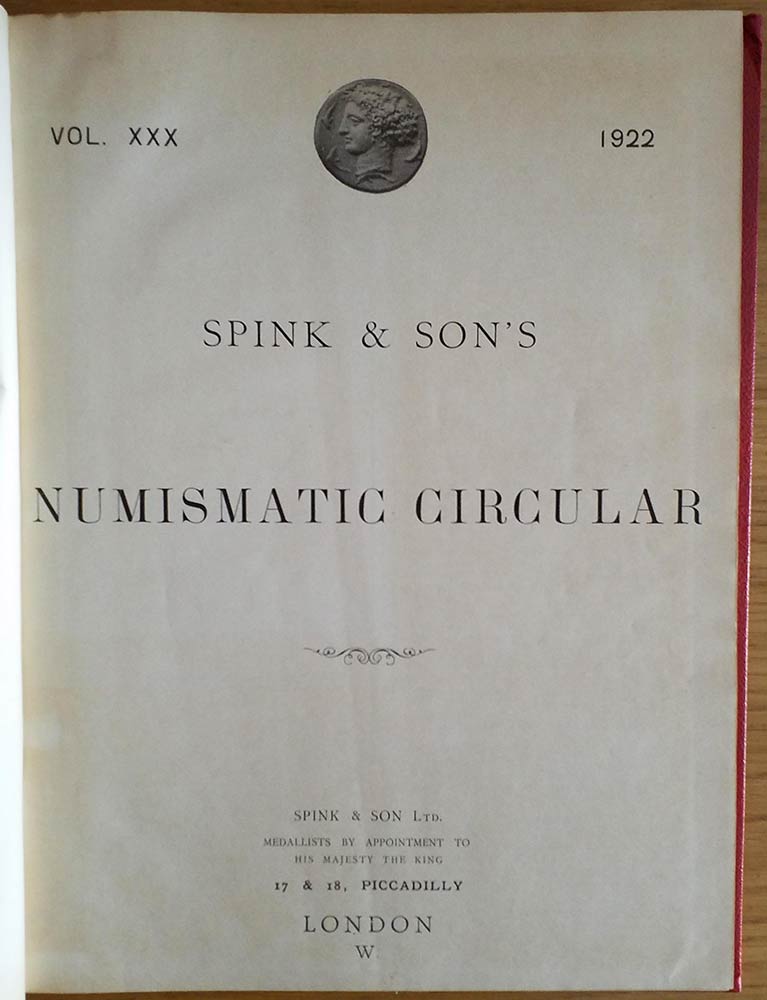 VOL. XXX 1922
SPINK & SON'S
NUMISMATIC CIRCULAR
SPINK & SON LTD.
MEDALLISTS BY APPOINTMENT TO
HIS MAJESTY THE KING
17 & 18, PICCADILLY
LONDON
W.